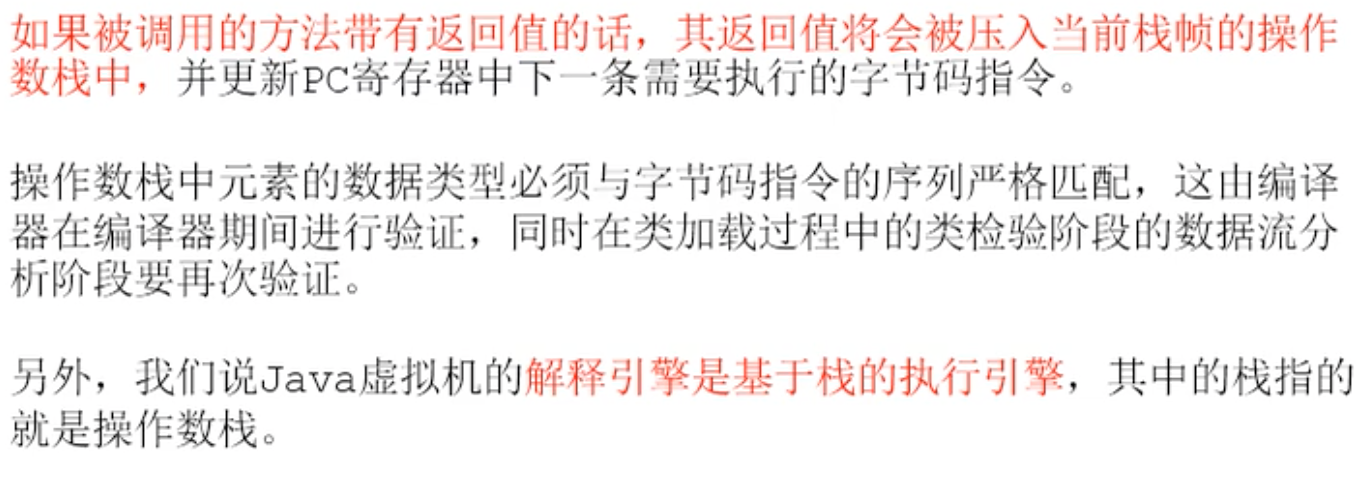 如果被调用的方法带有返回值的话，其返回值将会被压入当前栈帧的操作
数栈中，并更新PC寄存器中下一条需要执行的字节码指令。
操作数栈中元素的数据类型必须与字节码指令的序列严格匹配，这由编译
器在编译器期间进行验证，同时在类加载过程中的类检验阶段的数据流分
析阶段要再次验证。
另外，我们说Java虚拟机的解释引擎是基于栈的执行引擎，其中的栈指的
就是操作数栈。